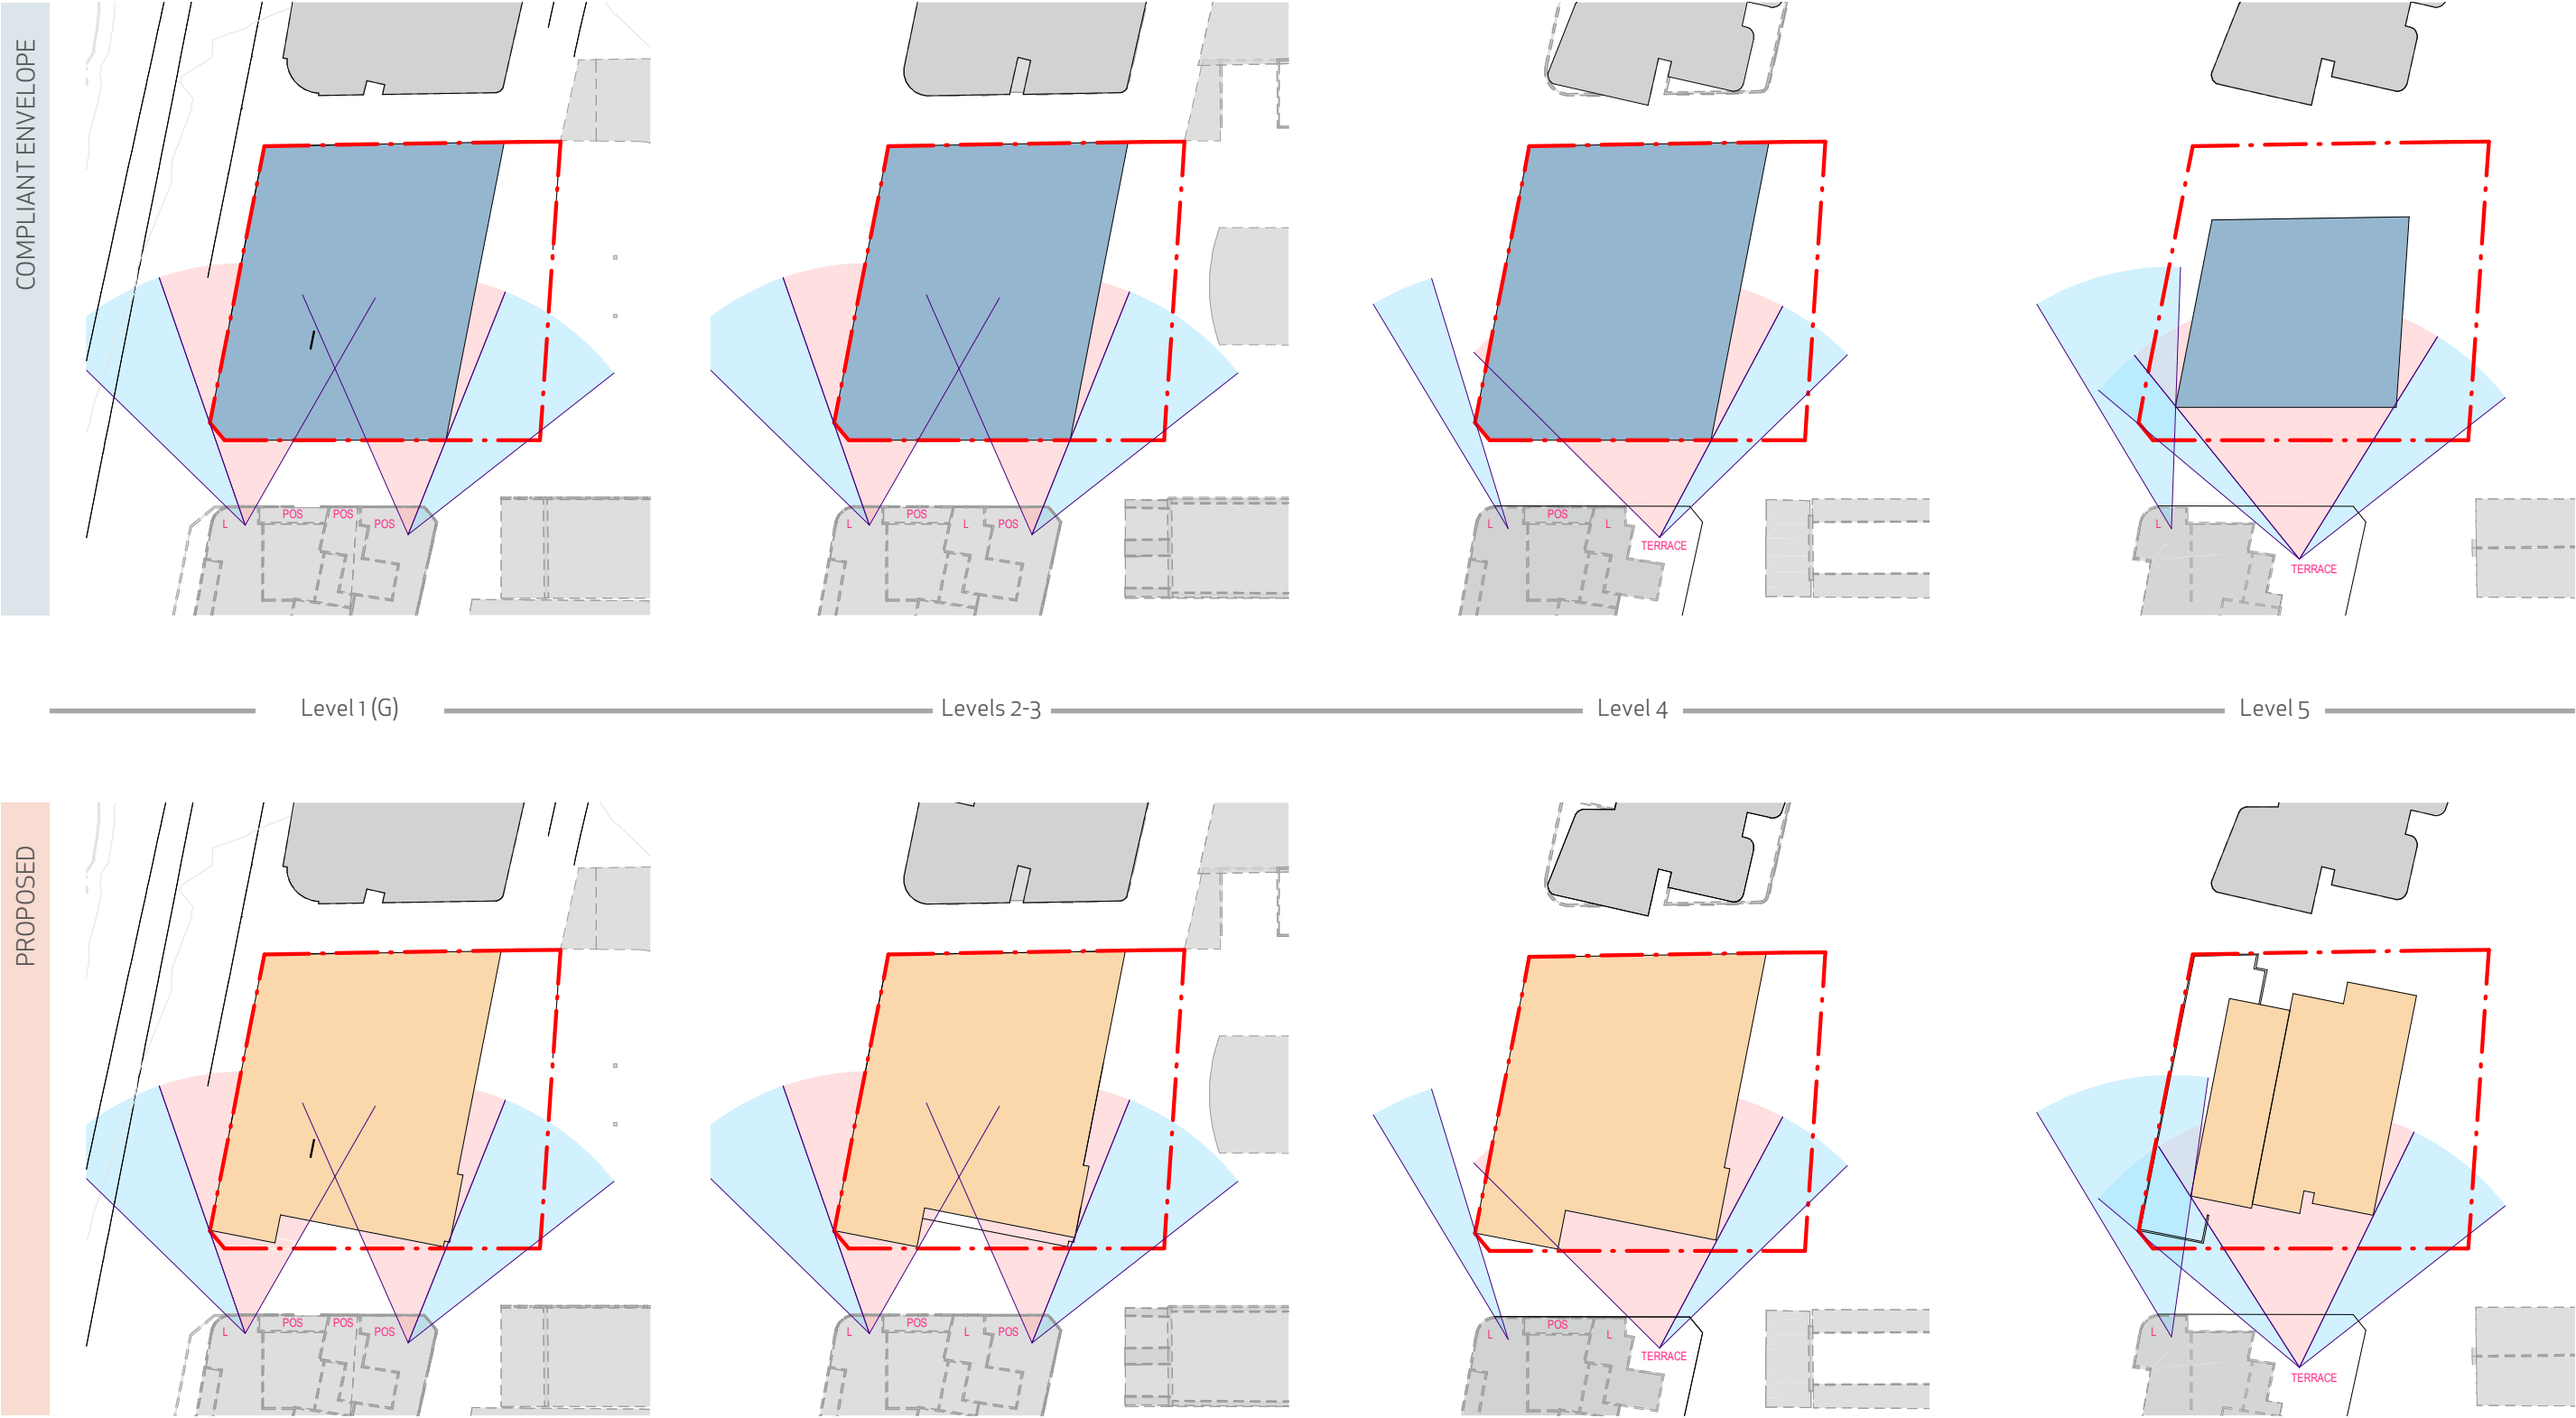 COMPLIANT ENVELOPE
L POS POS POS
L POS L POS
L POS L
TERRACE
L
TERRACE
Level 1 (G)
Levels 2-3
Level 4
Level 5
PROPOSED
L POS POS POS
L POS L POS
L POS L
TERRACE
L
TERRACE